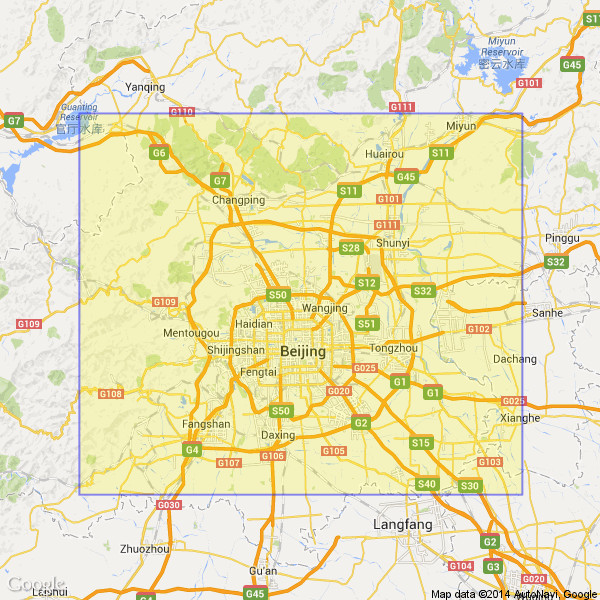 S11
Miyun
Reservoir
密云水库
G45
G101
Yanqing
G7
Guanting
Reservoir
官厅水库
G110
G111
Miyun
G6
G7
Huairou
S11
G45
S11
G101
Changping
G111
Shunyi
Pinggu
S28
S32
S12
S32
S50
G109
Wangjing
Sanhe
G109
Haidian
S51
G102
Mentougou
Shijingshan
Beijing
Tongzhou
Dachang
Fengtai
G025
G1
G108
G020
G1
G025
S50
Xianghe
Fangshan
G2
Daxing
S15
G4
G106
G105
G107
G103
S40
S30
G030
Langfang
G2
Zhuozhou
G104
G3
Gu'an
G020
Google
Leishui
G4
G45
Map data ©2014 AutoNavi, Google